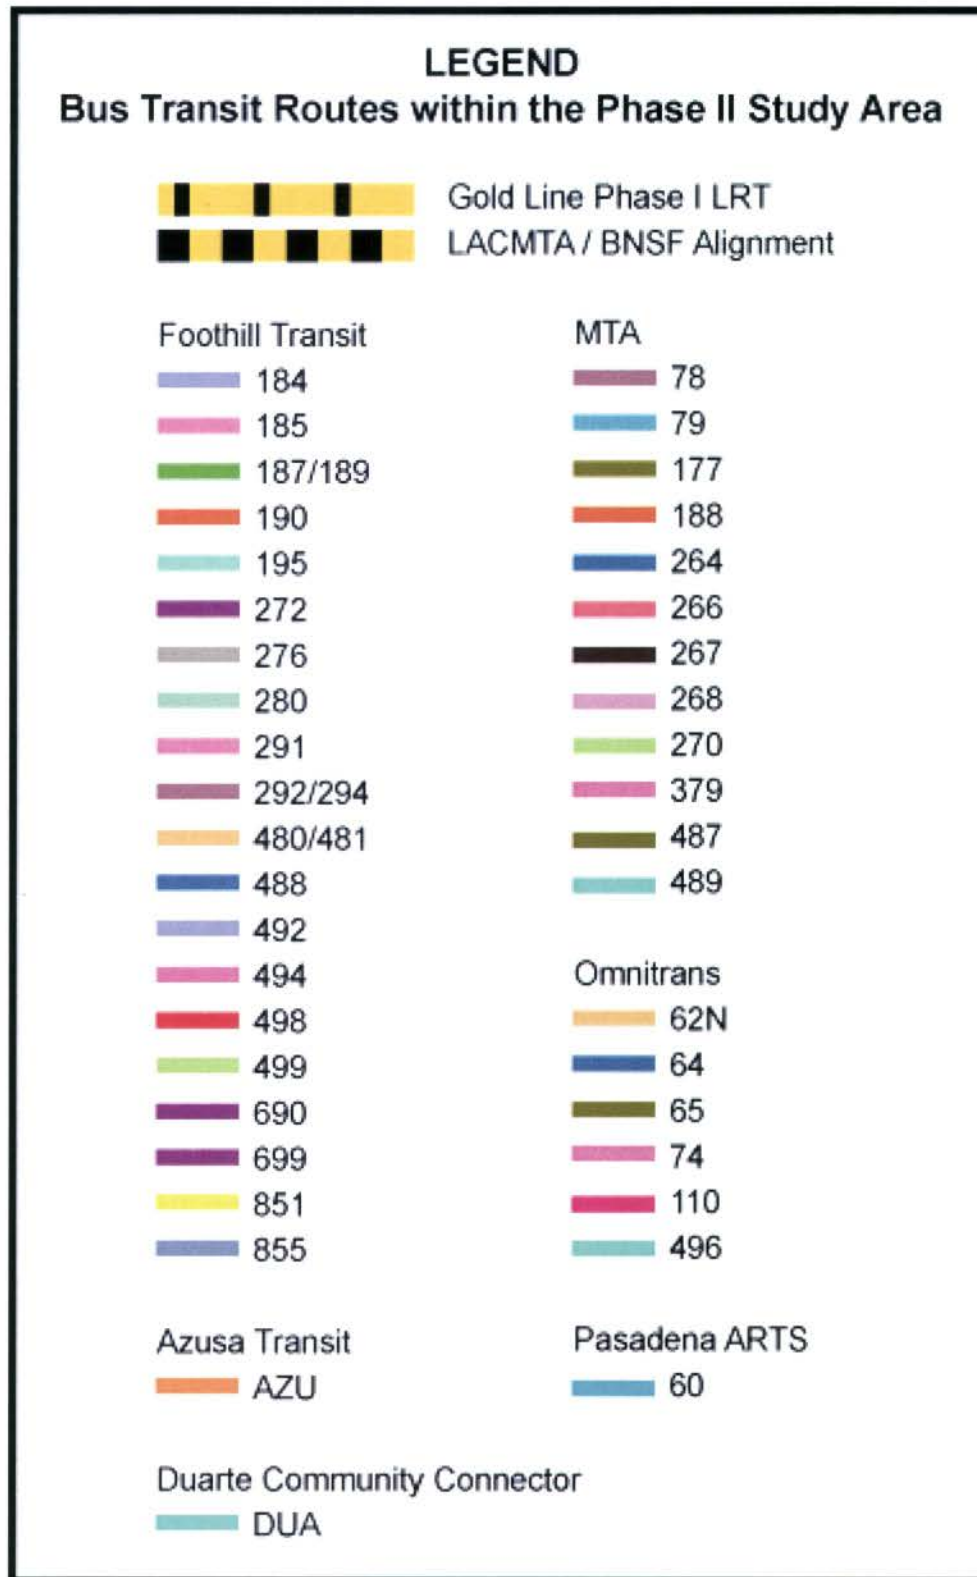 LEGEND
Bus Transit Routes within the Phase II Study Area
Gold Line Phase I LRT
LACMTA / BNSF Alignment
Foothill Transit
184
185
187/189
190
195
272
276
280
291
292/294
480/481
488
492
494
498
499
690
699
851
855
MTA
78
79
177
188
264
266
267
268
270
379
487
489
Omnitrans
62N
64
65
74
110
496
Azusa Transit
AZU
Pasadena ARTS
60
Duarte Community Connector
DUA